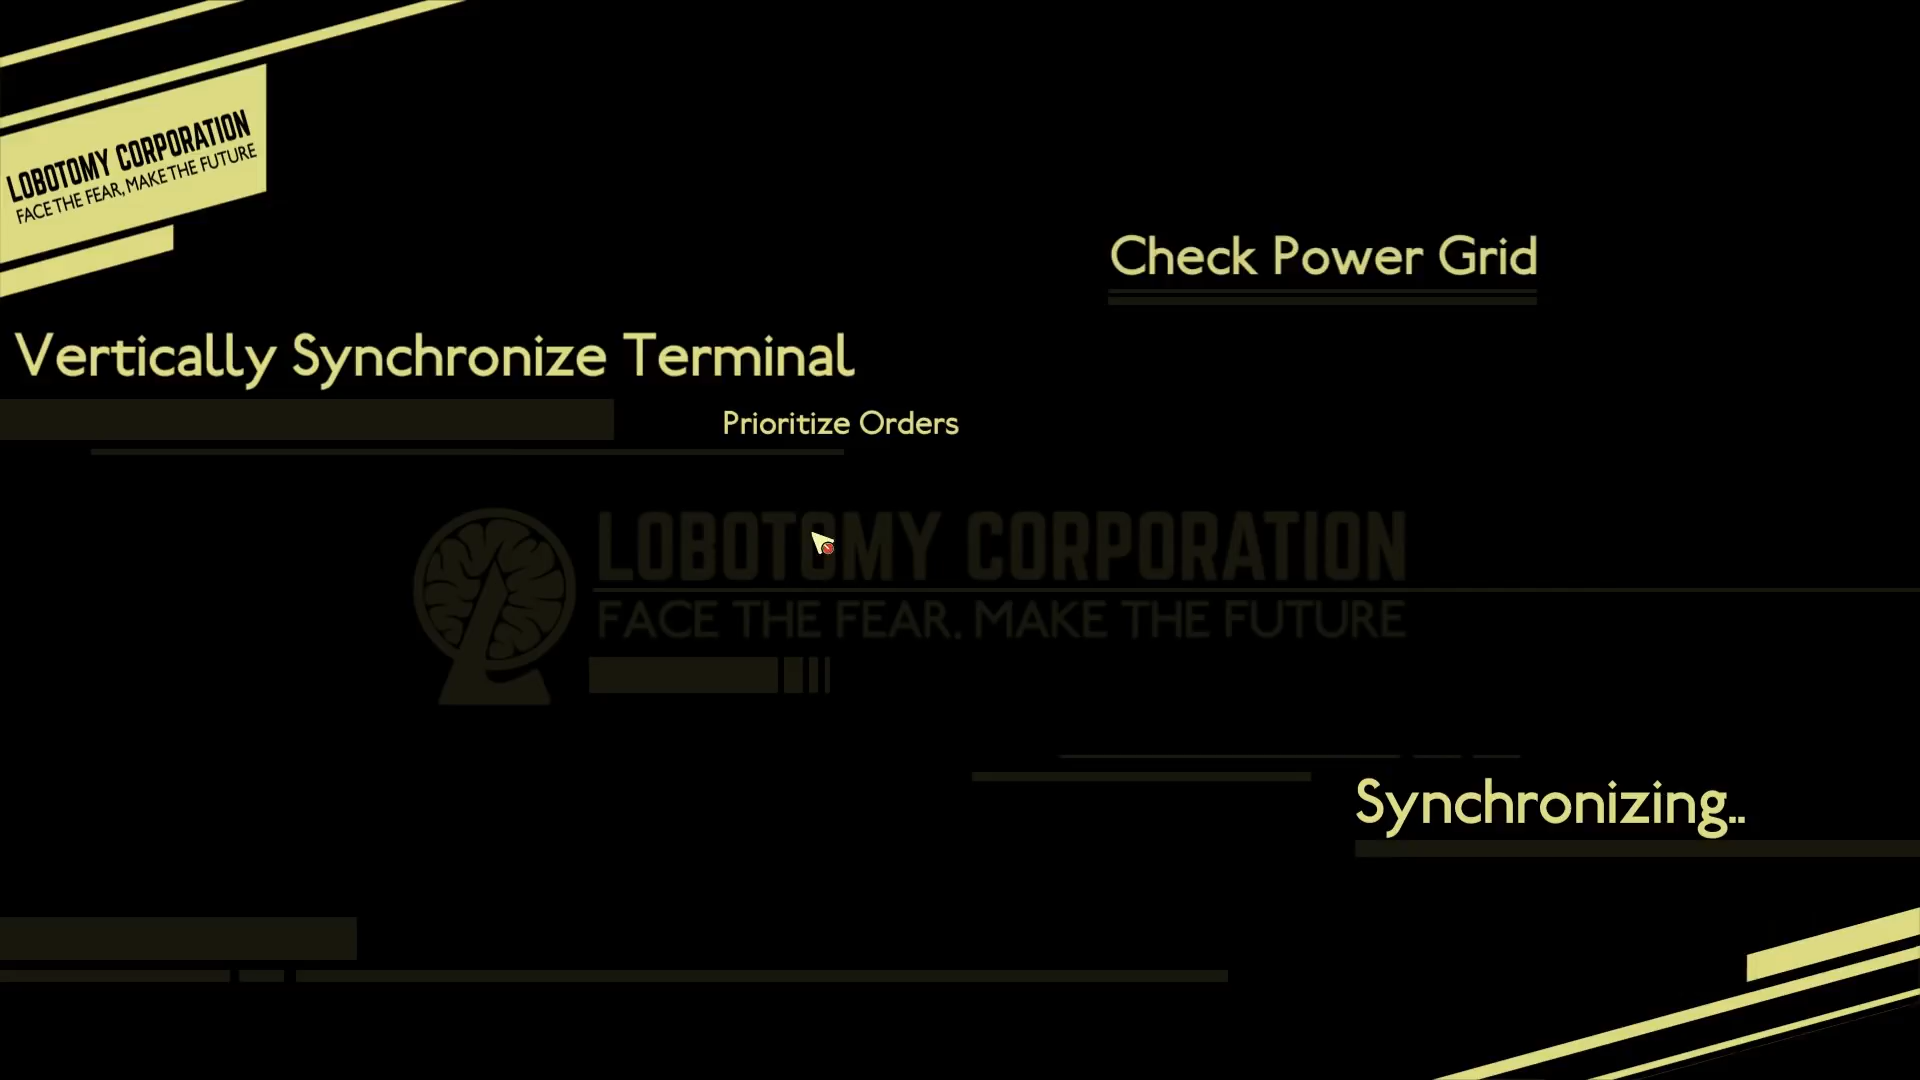 LOBOTOMY CORPORATION
FACE THE FEAR, MAKE THE FUTURE
Check Power Grid
Vertically Synchronize Terminal
Prioritize Orders
LOBOTOMY CORPORATION
FACE THE FEAR. MAKE THE FUTURE
Synchronizing..